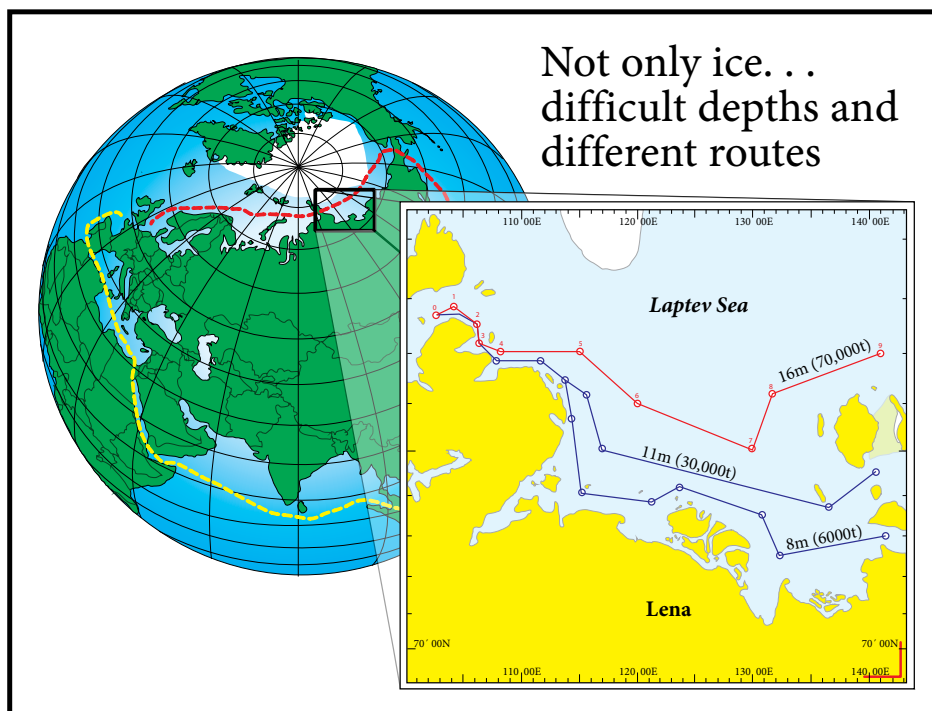 Not only ice. . .
difficult depths and
different routes
110 00E
120 00E
130 00E
140 00E
Laptev Sea
0
1
2
3
4
5
6
7
8
9
16m (70,000t)
11m (30,000t)
8m (6000t)
Lena
70´ 00N
70´ 00N
110 00E
120 00E
130 00E
140 00E